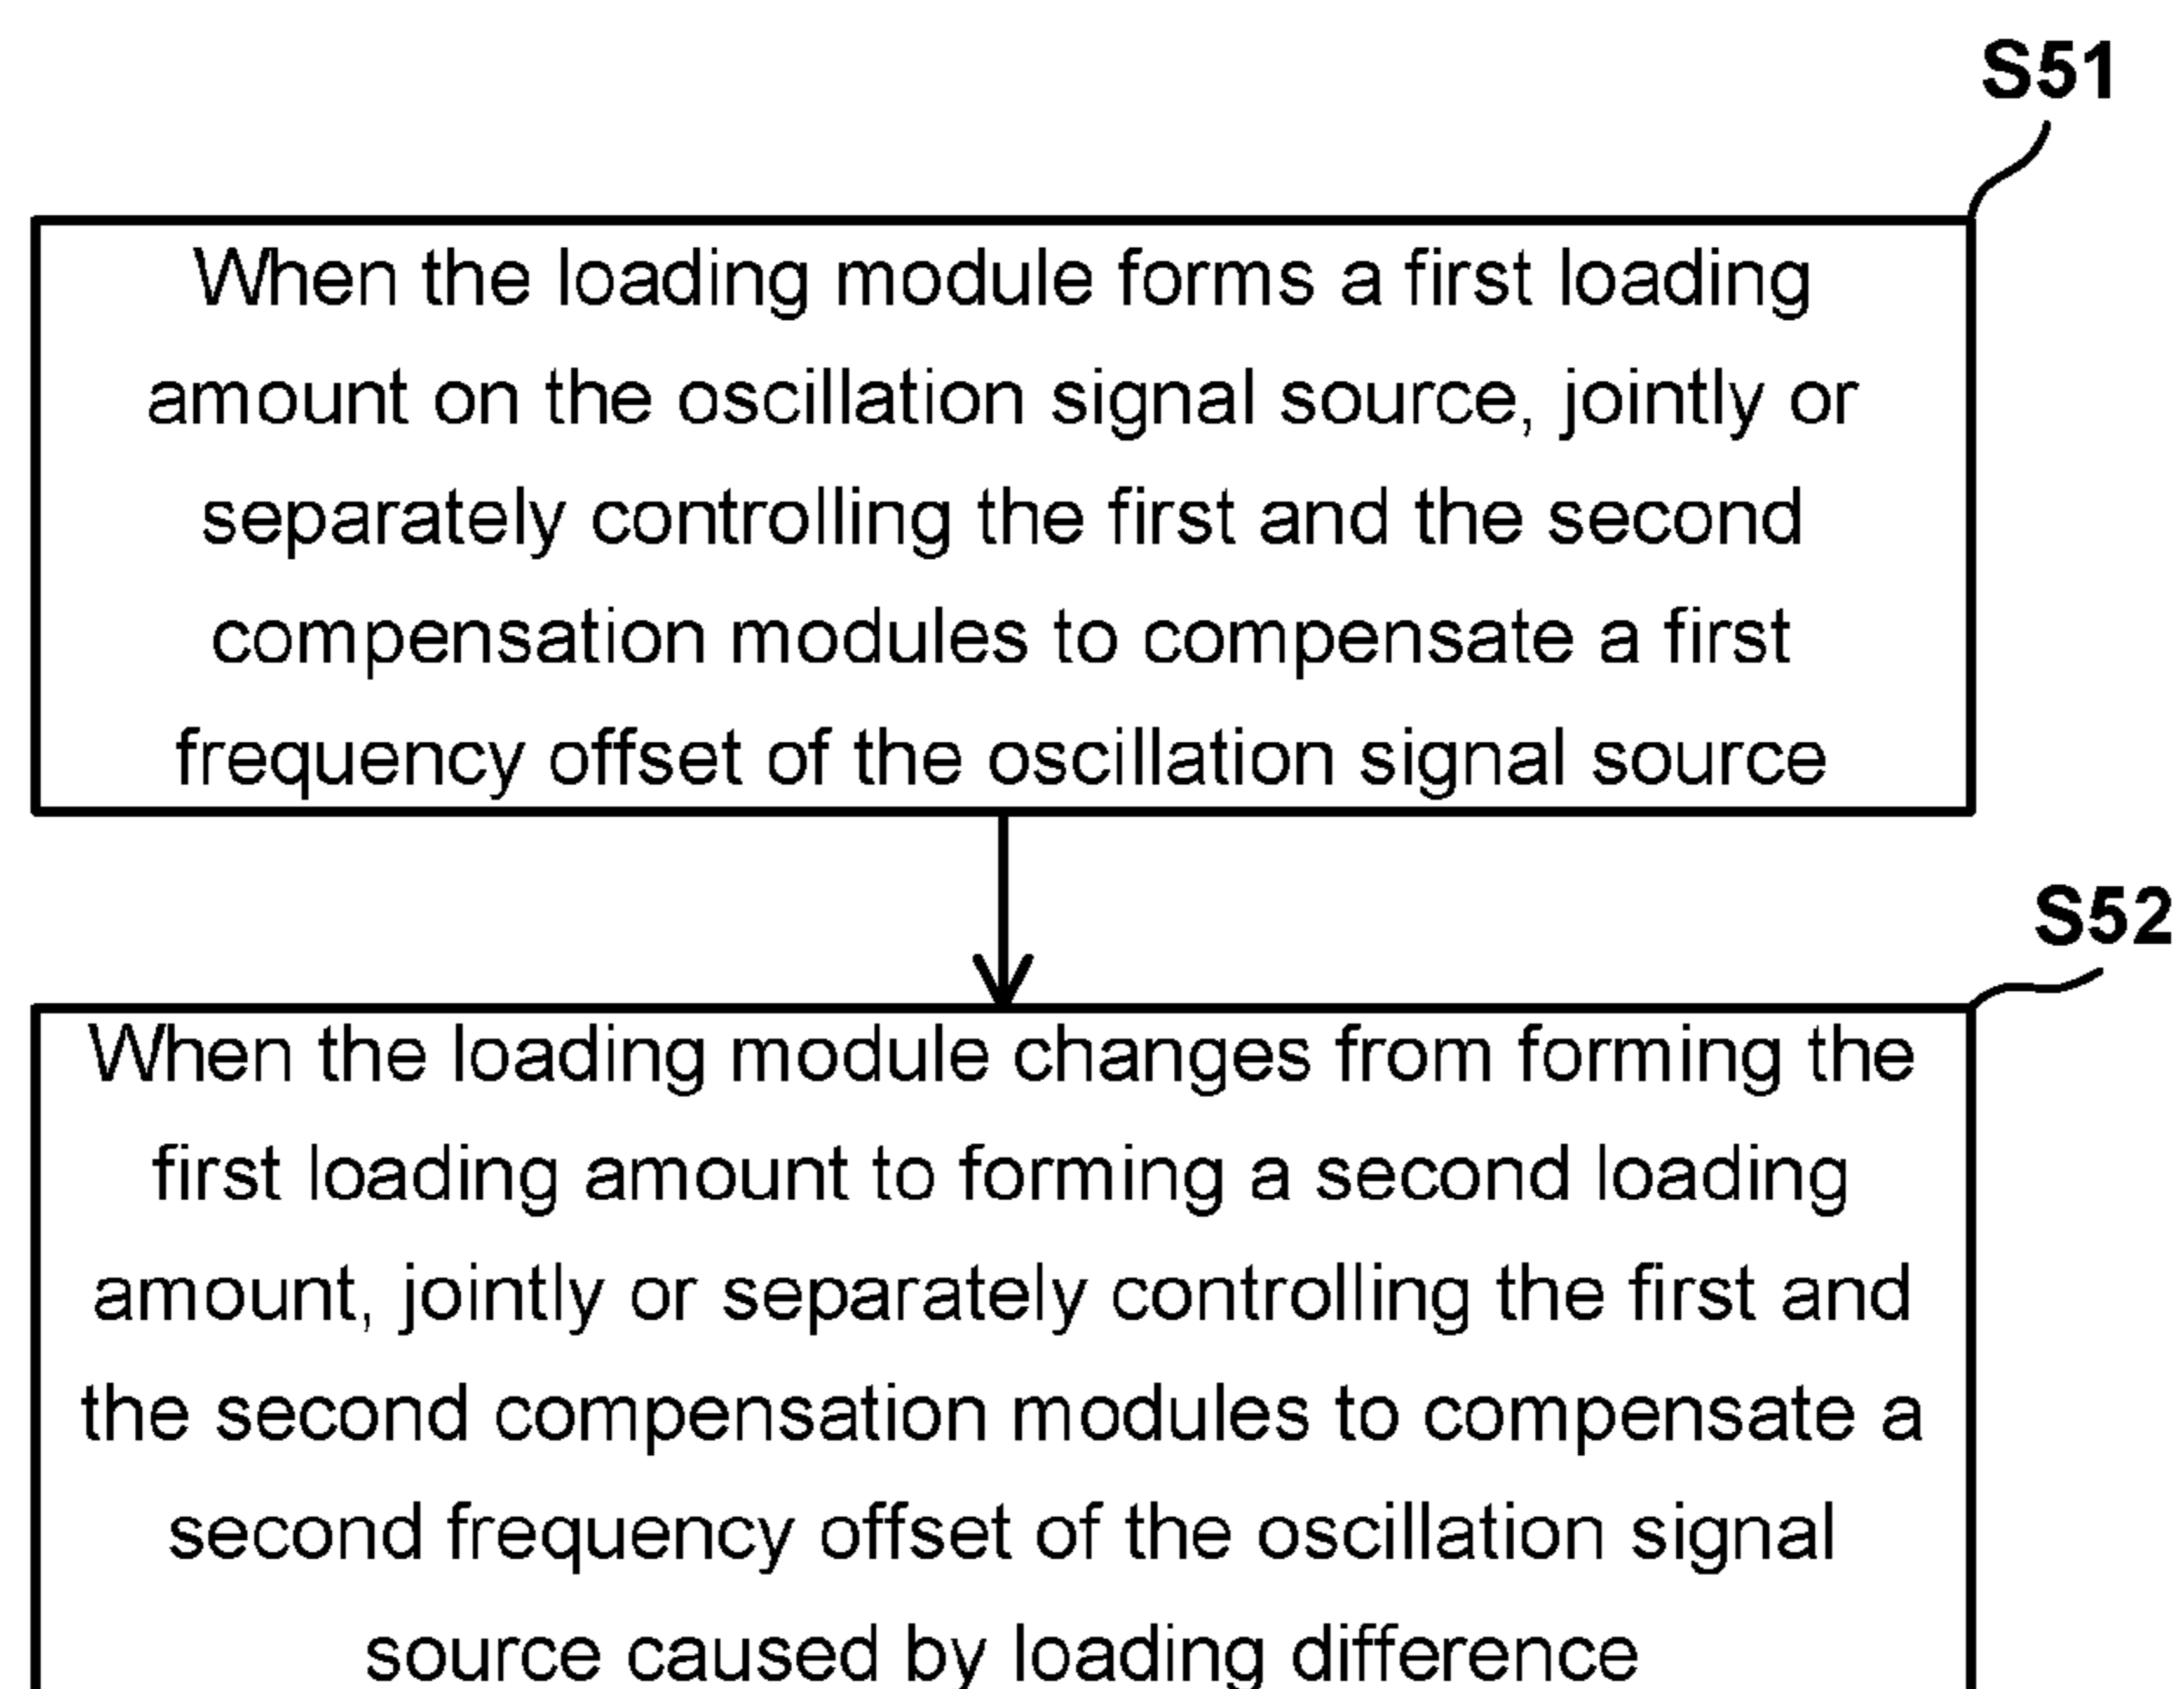 S51
When the loading module forms a first loading
amount on the oscillation signal source, jointly or
separately controlling the first and the second
compensation modules to compensate a first
frequency offset of the oscillation signal source
S52
When the loading module changes from forming the
first loading amount to forming a second loading
amount, jointly or separately controlling the first and
the second compensation modules to compensate a
second frequency offset of the oscillation signal
source caused by loading difference